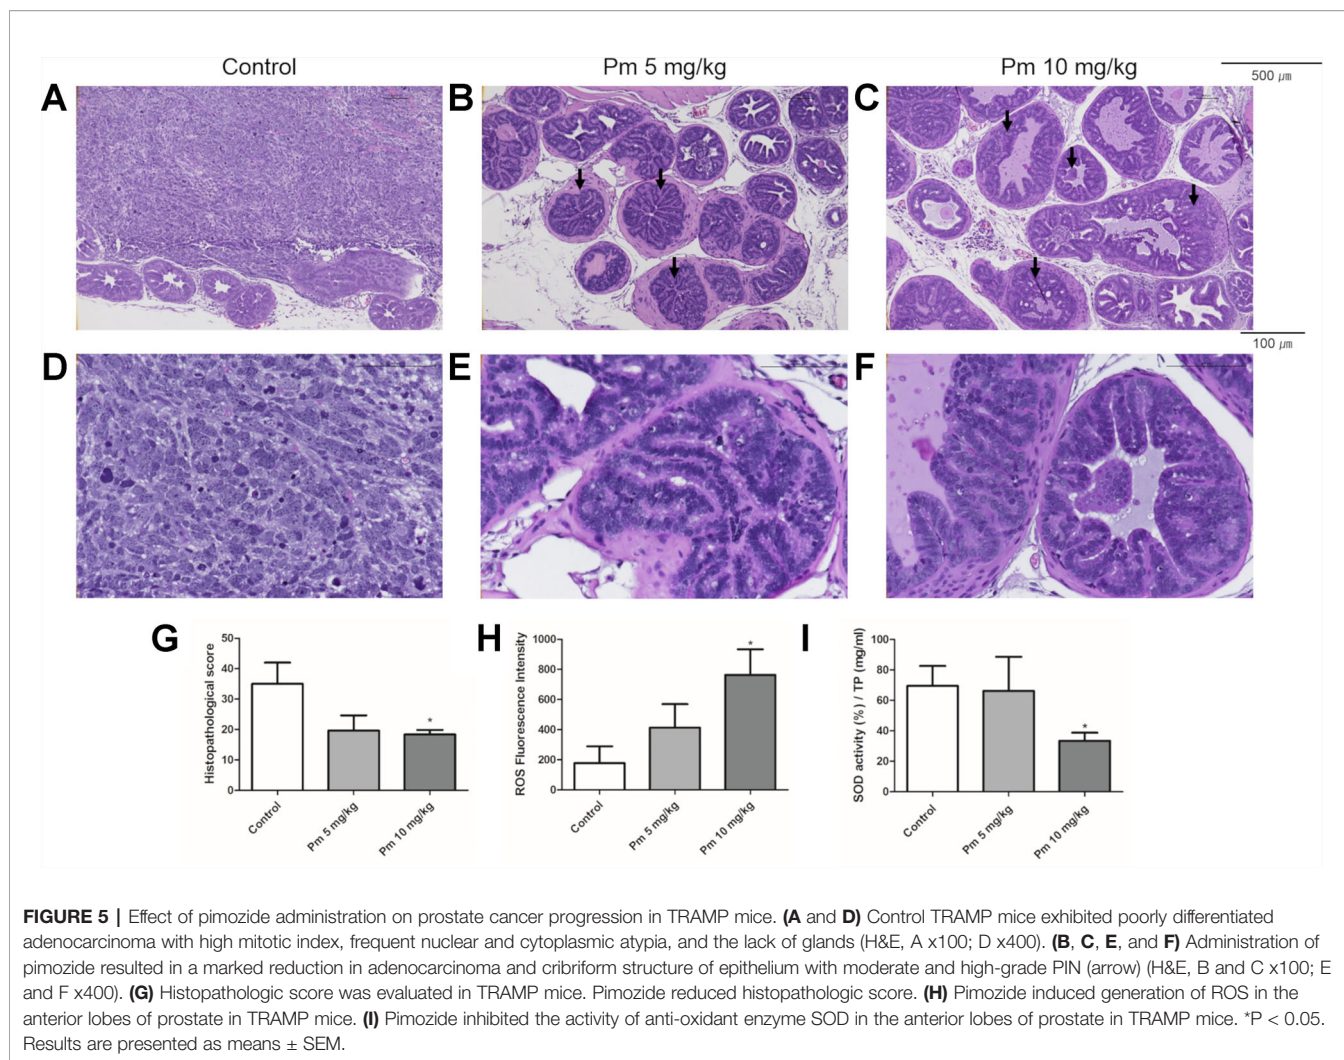 Control
Pm 5 mg/kg
Pm 10 mg/kg
500 µm
A
B
C
100 µm
D
E
F
G
Histopathological score
50
40
30
20
10
0
*
Control
Pm 5 mg/kg
Pm 10 mg/kg
H
ROS Fluorescence Intensity
1000
800
600
400
200
0
*
Control
Pm 5 mg/kg
Pm 10 mg/kg
I
SOD activity (%) / TP (mg/ml)
100
80
60
40
20
0
*
Control
Pm 5 mg/kg
Pm 10 mg/kg
FIGURE 5 | Effect of pimozide administration on prostate cancer progression in TRAMP mice. (A and D) Control TRAMP mice exhibited poorly differentiated
adenocarcinoma with high mitotic index, frequent nuclear and cytoplasmic atypia, and the lack of glands (H&E, A x100; D x400). (B, C, E, and F) Administration of
pimozide resulted in a marked reduction in adenocarcinoma and cribriform structure of epithelium with moderate and high-grade PIN (arrow) (H&E, B and C x100; E
and F x400). (G) Histopathologic score was evaluated in TRAMP mice. Pimozide reduced histopathologic score. (H) Pimozide induced generation of ROS in the
anterior lobes of prostate in TRAMP mice. (I) Pimozide inhibited the activity of anti-oxidant enzyme SOD in the anterior lobes of prostate in TRAMP mice. *P < 0.05.
Results are presented as means ± SEM.